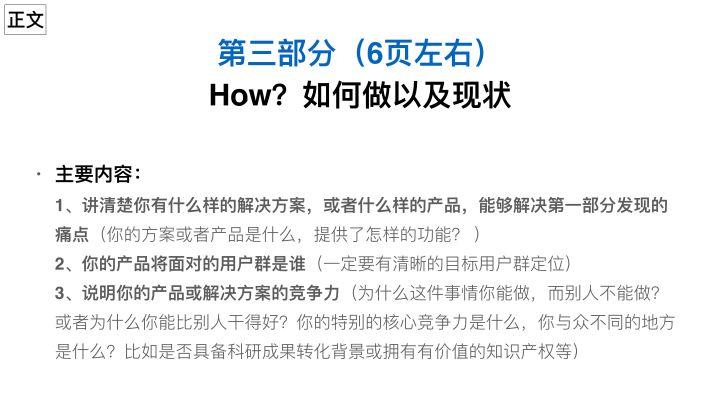 正文
第三部分（6页左右）
How？如何做以及现状
· 主要内容：
1、讲清楚你有什么样的解决方案，或者什么样的产品，能够解决第一部分发现的
痛点（你的方案或者产品是什么，提供了怎样的功能？）
2、你的产品将面对的用户群是谁（一定要有清晰的目标用户群定位）
3、说明你的产品或解决方案的竞争力（为什么这件事情你能做，而别人不能做？
或者为什么你能比别人干得好？你的特别的核心竞争力是什么，你与众不同的地方
是什么？比如是否具备科研成果转化背景或拥有有价值的知识产权等）